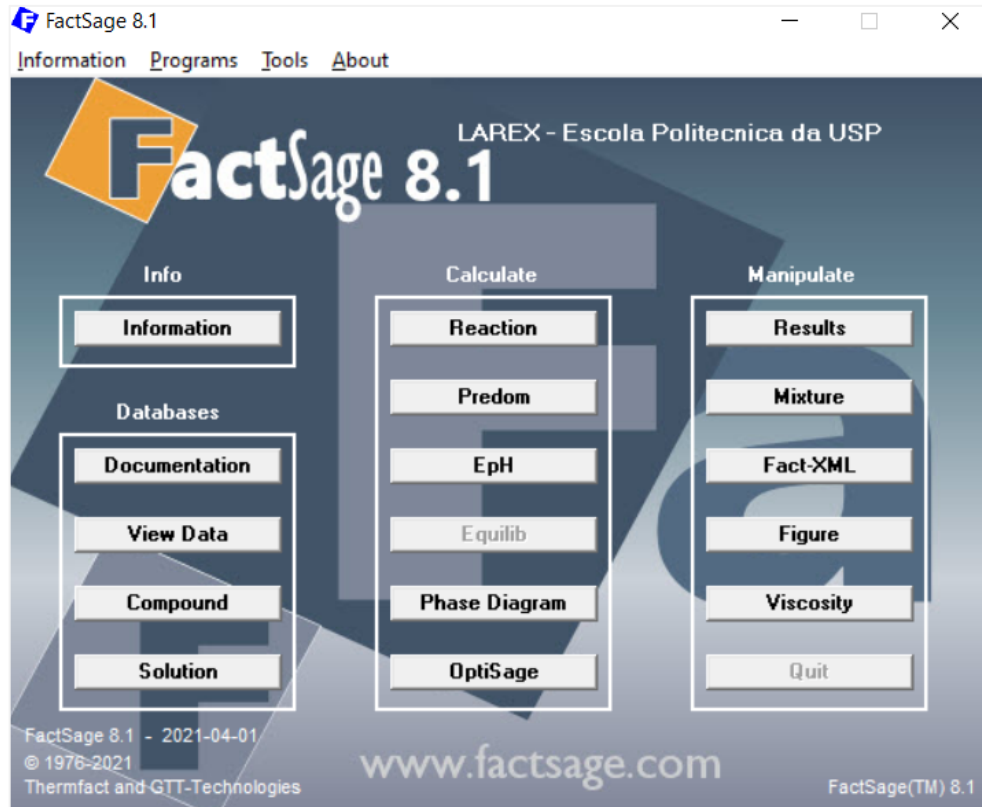 FactSage 8.1
Information Programs Tools About
LAREX - Escola Politecnica da USP
FactSage 8.1
Info
Information
Databases
Documentation
View Data
Compound
Solution
Calculate
Reaction
Predom
EpH
Equilib
Phase Diagram
OptiSage
Manipulate
Results
Mixture
Fact-XML
Figure
Viscosity
Quit
FactSage 8.1 - 2021-04-01
© 1976-2021
Thermfact and GTT-Technologies
www.factsage.com
FactSage(TM) 8.1